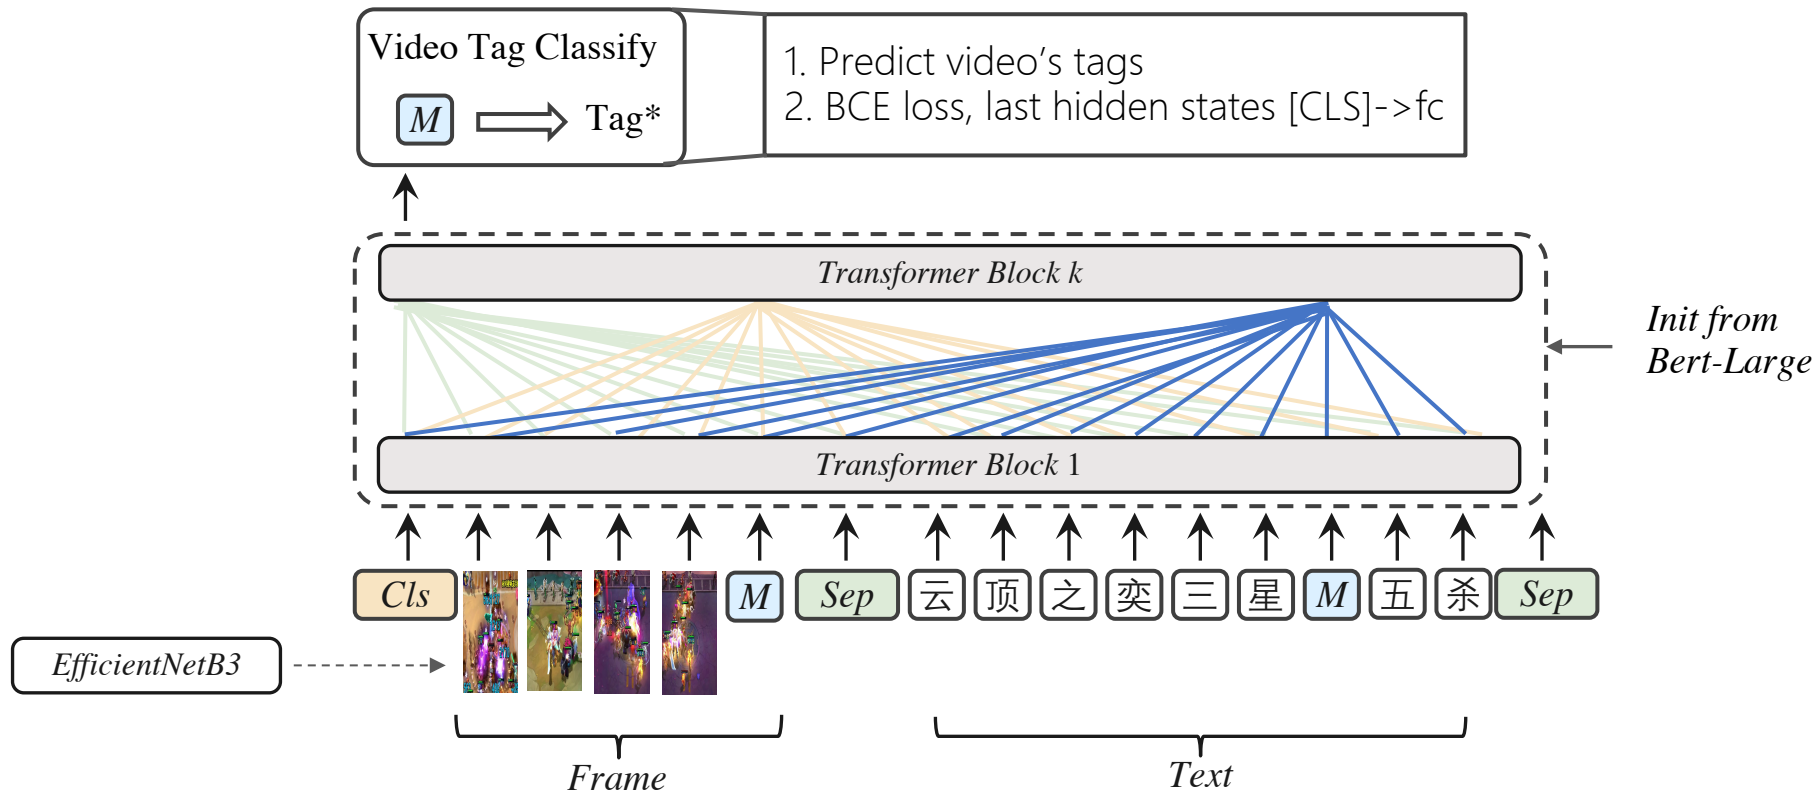 Video Tag Classify
M Tag*
1. Predict video's tags
2. BCE loss, last hidden states [CLS]->fc
Transformer Block k
Init from
Bert-Large
Transformer Block 1
Cls M Sep 云 顶 之 奕 三 星 M 五 杀 Sep
EfficientNetB3
Frame
Text